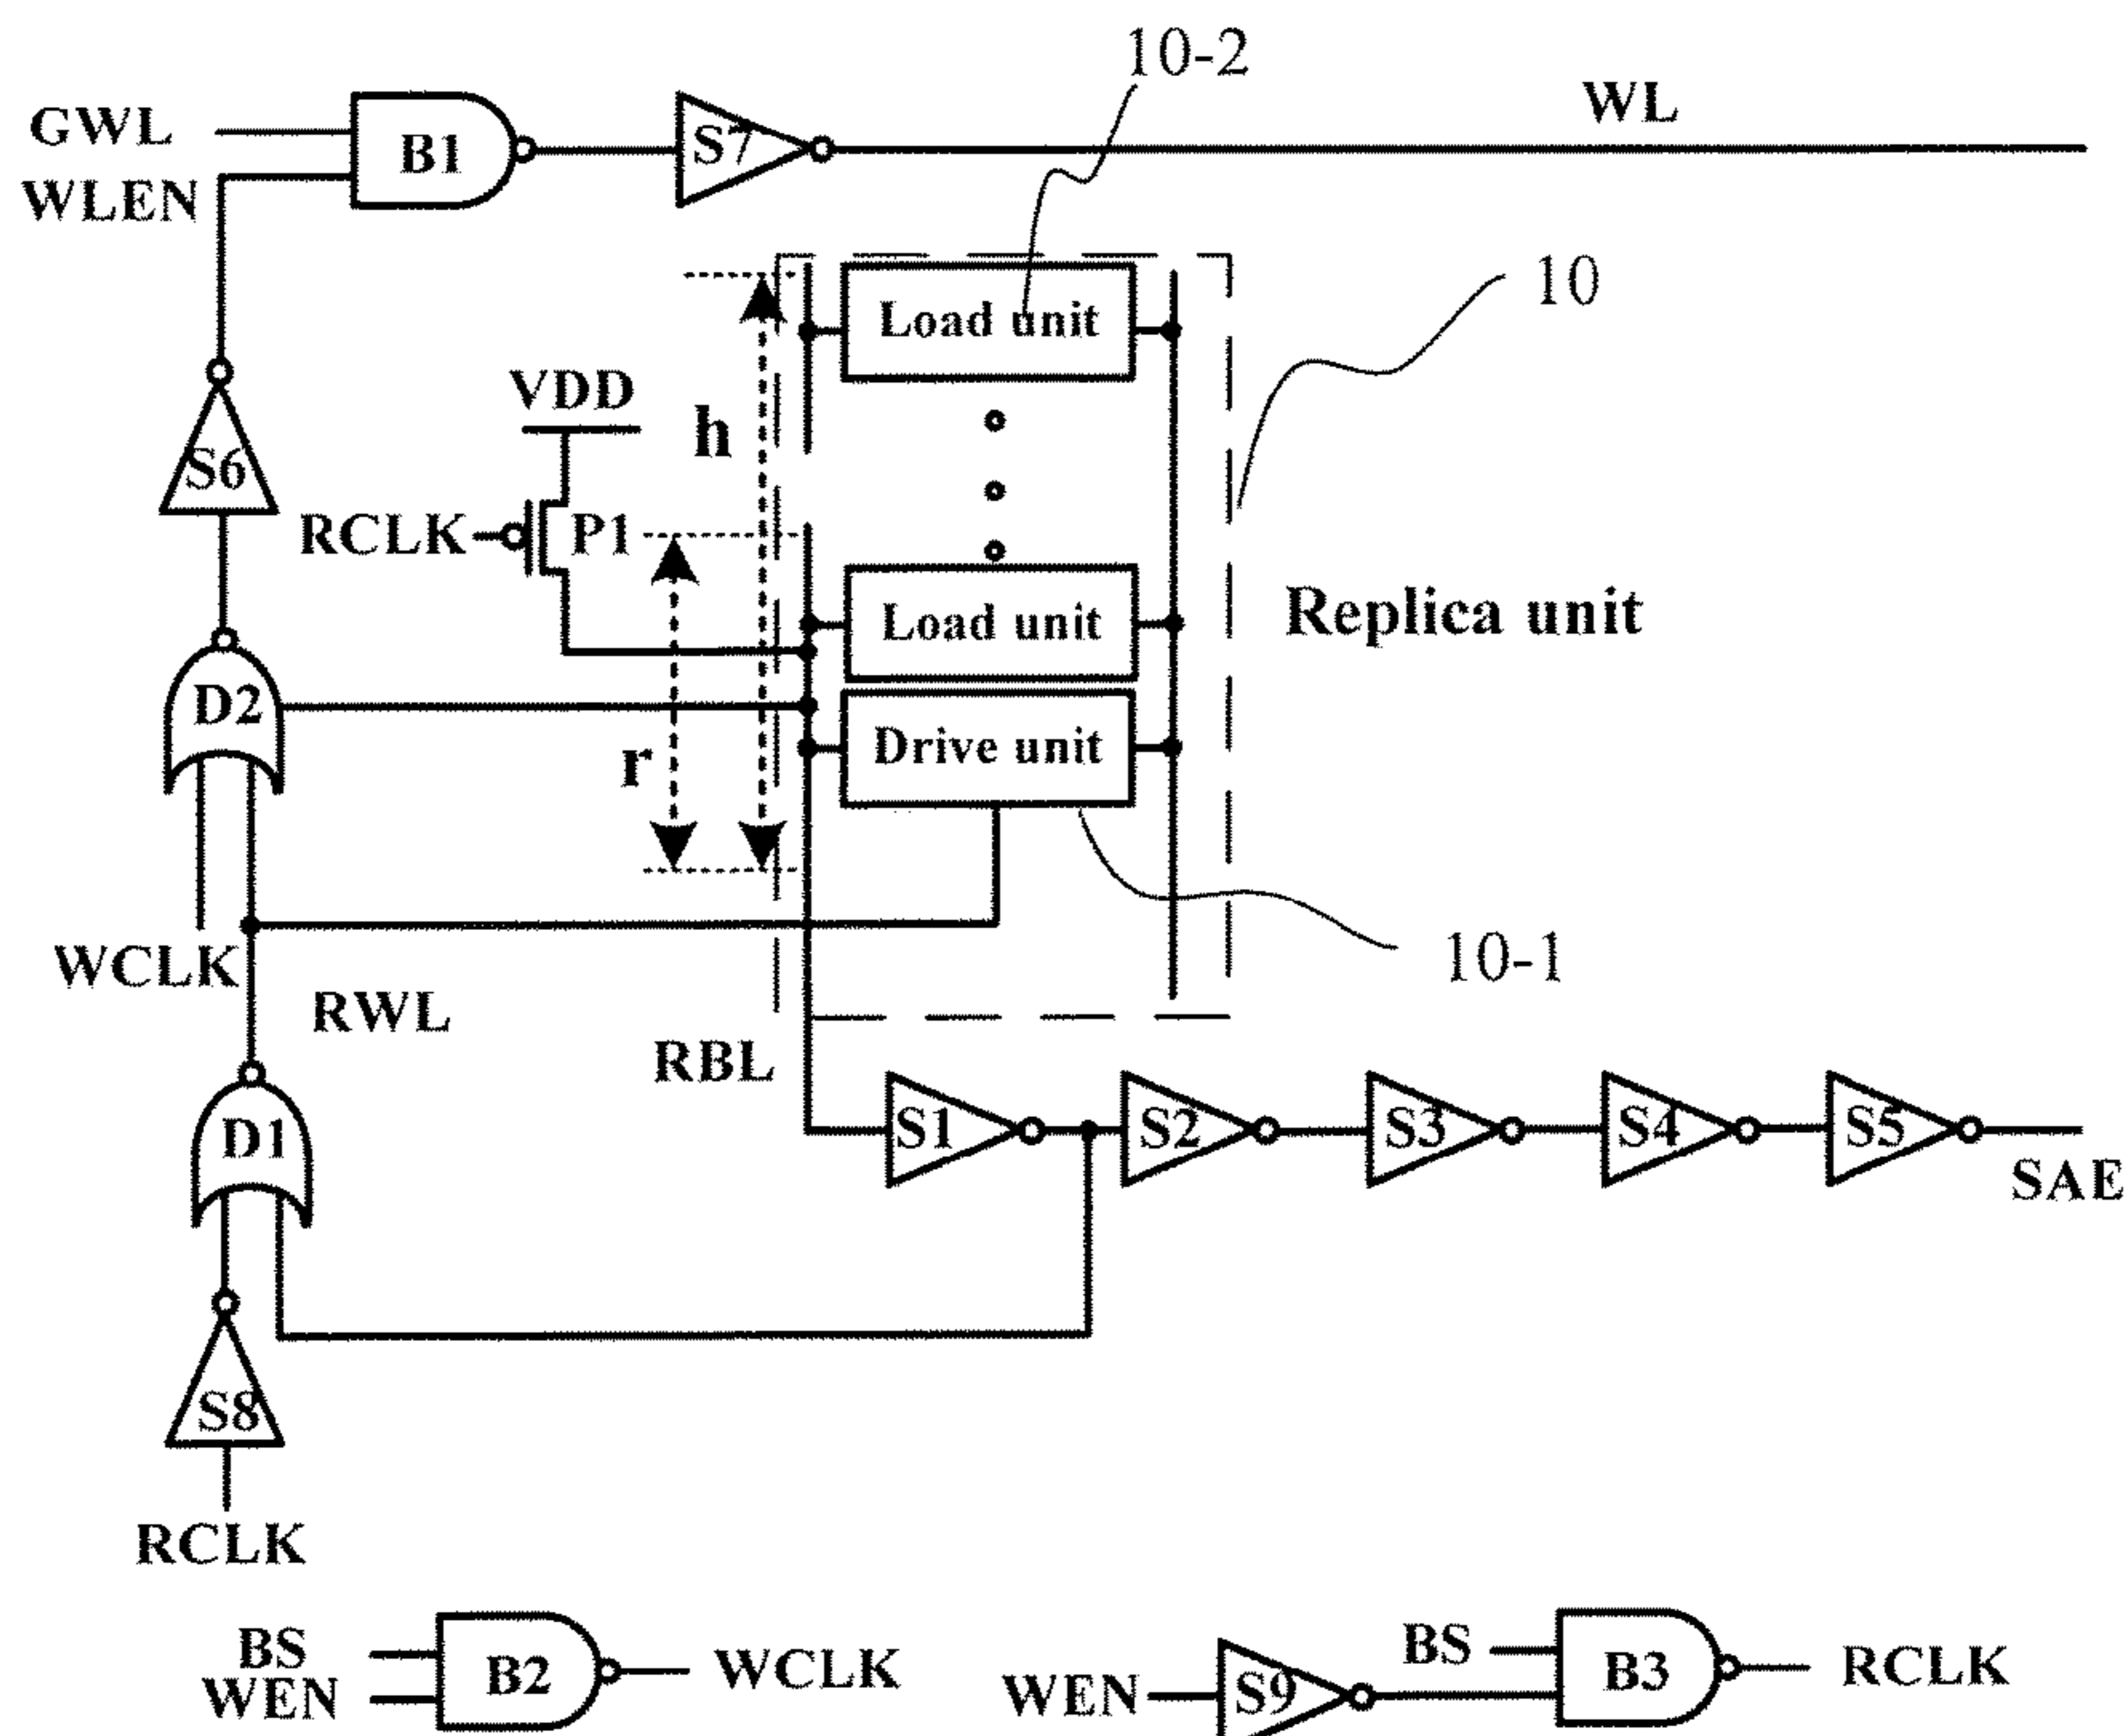 10-2
GWL
B1
S7
WL
WLEN
10
Load unit
VDD
h
S6
RCLK
P1
Load unit
Replica unit
D2
Drive unit
r
WCLK
10-1
RWL
RBL
D1
S1
S2
S3
S4
S5
SAE
S8
RCLK
BS
WEN
B2
WCLK
WEN
S9
BS
B3
RCLK